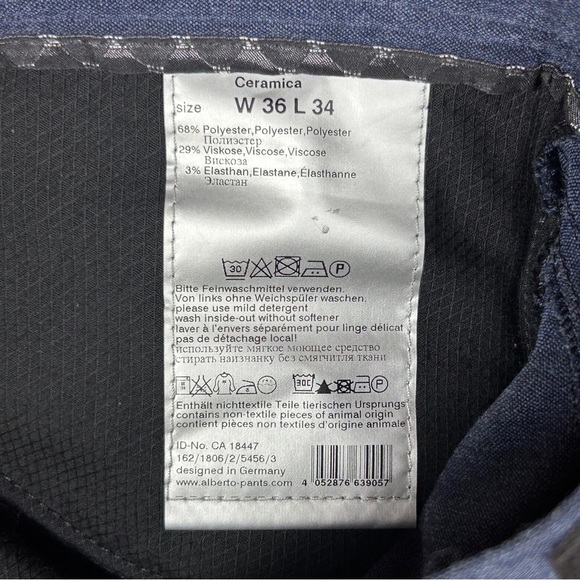 Ceramica
size W 36 L 34
68% Polyester,Polyester,Polyester
Полиэстер
29% Viskose,Viscose,Viscose
Вискоза
3% Elasthan,Elastane,Élasthanne
Эластан
30 P
Bitte Feinwaschmittel verwenden.
Von links ohne Weichspüler waschen.
please use mild detergent
wash inside-out without softener
laver à l'envers séparément pour linge délicat
pas de détachage local!
используйте мягкое моющее средство
стирать наизнанку без смягчитля ткани
30C P
Enthält nichttextile Teile tierischen Ursprungs
contains non-textile pieces of animal origin
contient pièces non textiles d'origine animale
ID-No. CA 18447
162/1806/2/5456/3
designed in Germany
www.alberto-pants.com
4 052876 639057